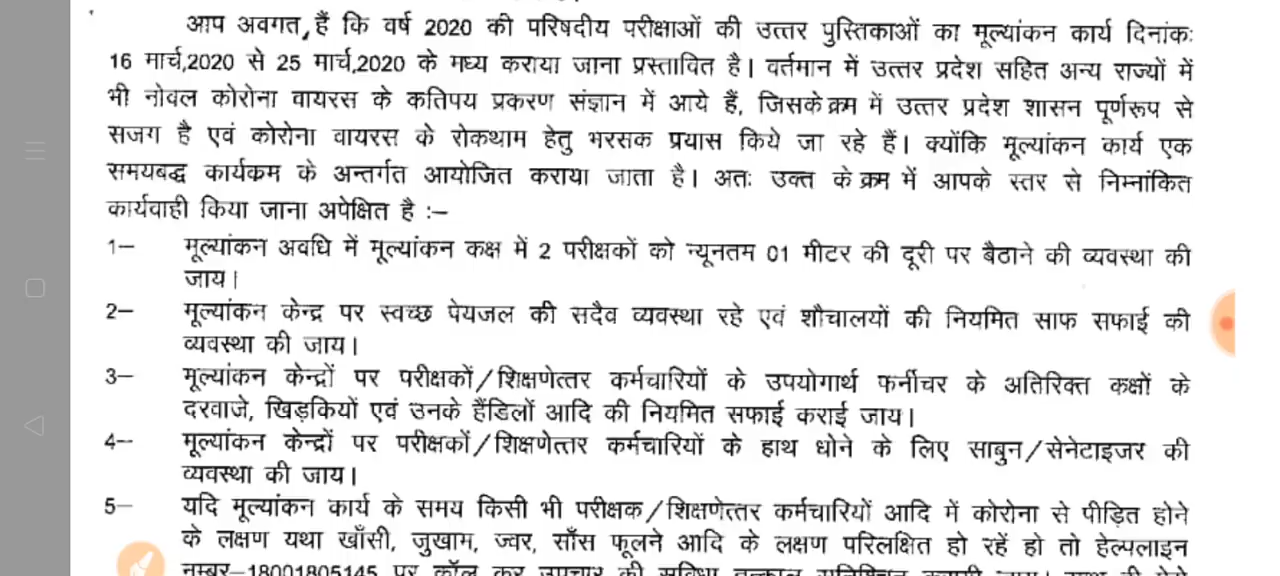 आप अवगत हैं कि वर्ष 2020 की परिषदीय परीक्षाओं की उत्तर पुस्तिकाओं का मूल्यांकन कार्य दिनांकः
16 मार्च,2020 से 25 मार्च,2020 के मध्य कराया जाना प्रस्तावित है। वर्तमान में उत्तर प्रदेश सहित अन्य राज्यों में
भी नोवल कोरोना वायरस के कतिपय प्रकरण संज्ञान में आये हैं, जिसके क्रम में उत्तर प्रदेश शासन पूर्णरूप से
सजग है एवं कोरोना वायरस के रोकथाम हेतु भरसक प्रयास किये जा रहे हैं। क्योंकि मूल्यांकन कार्य एक
समयबद्ध कार्यकम के अन्तर्गत आयोजित कराया जाता है। अतः उक्त के क्रम में आपके स्तर से निम्नांकित
कार्यवाही किया जाना अपेक्षित है :–
1– मूल्यांकन अवधि में मूल्यांकन कक्ष में 2 परीक्षकों को न्यूनतम 01 मीटर की दूरी पर बैठाने की व्यवस्था की
जाय।
2– मूल्यांकन केन्द्र पर स्वच्छ पेयजल की सदैव व्यवस्था रहे एवं शौचालयों की नियमित साफ सफाई की
व्यवस्था की जाय।
3– मूल्यांकन केन्द्रों पर परीक्षकों/शिक्षणेत्तर कर्मचारियों के उपयोगार्थ फर्नीचर के अतिरिक्त कक्षों के
दरवाजे, खिड़कियों एवं उनके हैंडिलों आदि की नियमित सफाई कराई जाय।
4– मूल्यांकन केन्द्रों पर परीक्षकों/शिक्षणेत्तर कर्मचारियों के हाथ धोने के लिए साबुन/सेनेटाइजर की
व्यवस्था की जाय।
5– यदि मूल्यांकन कार्य के समय किसी भी परीक्षक/शिक्षणेत्तर कर्मचारियों आदि में कोरोना से पीड़ित होने
के लक्षण यथा खाँसी, जुखाम, ज्वर, साँस फूलने आदि के लक्षण परिलक्षित हो रहें हो तो हेल्पलाइन
नम्बर–18001805145 पर कॉल कर उपचार की सुविधा